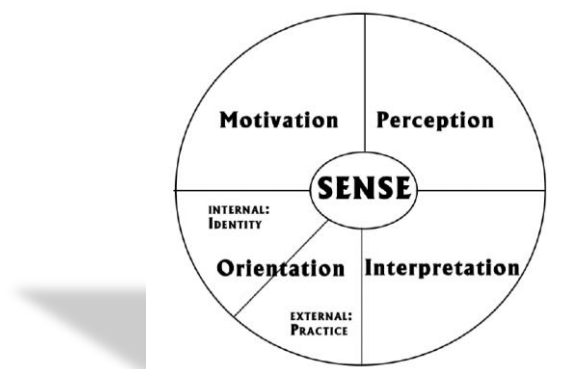 Motivation
Perception
SENSE
INTERNAL:
IDENTITY
Orientation
Interpretation
EXTERNAL:
PRACTICE